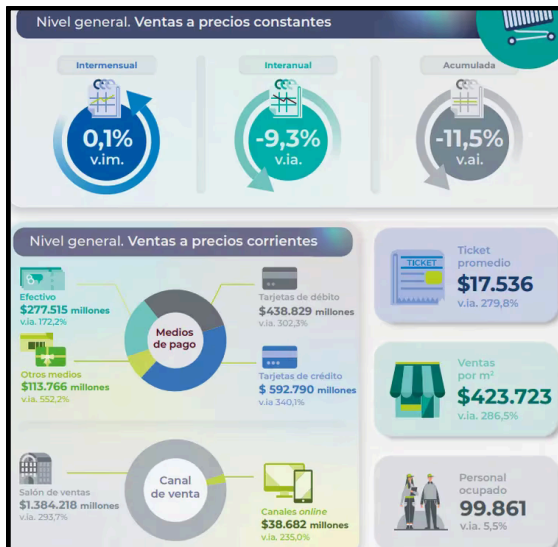 Nivel general. Ventas a precios constantes
Intermensual
Interanual
Acumulada
0,1%
v.im.
-9,3%
v.ia.
-11,5%
v.ai.
Nivel general. Ventas a precios corrientes
Efectivo
$277.515 millones
v.ia. 172,2%
Tarjetas de débito
$438.829 millones
v.ia. 302,3%
Medios
de pago
Otros medios
$113.766 millones
v.ia. 552,2%
Tarjetas de crédito
$ 592.790 millones
v.ia 340,1%
Salón de ventas
$1.384.218 millones
v.ia. 293,7%
Canal
de venta
Canales online
$38.682 millones
v.ia. 235,0%
TICKET
Ticket
promedio
$17.536
v.ia. 279,8%
Ventas
por m²
$423.723
v.ia. 286,5%
Personal
ocupado
99.861
v.ia. 5,5%